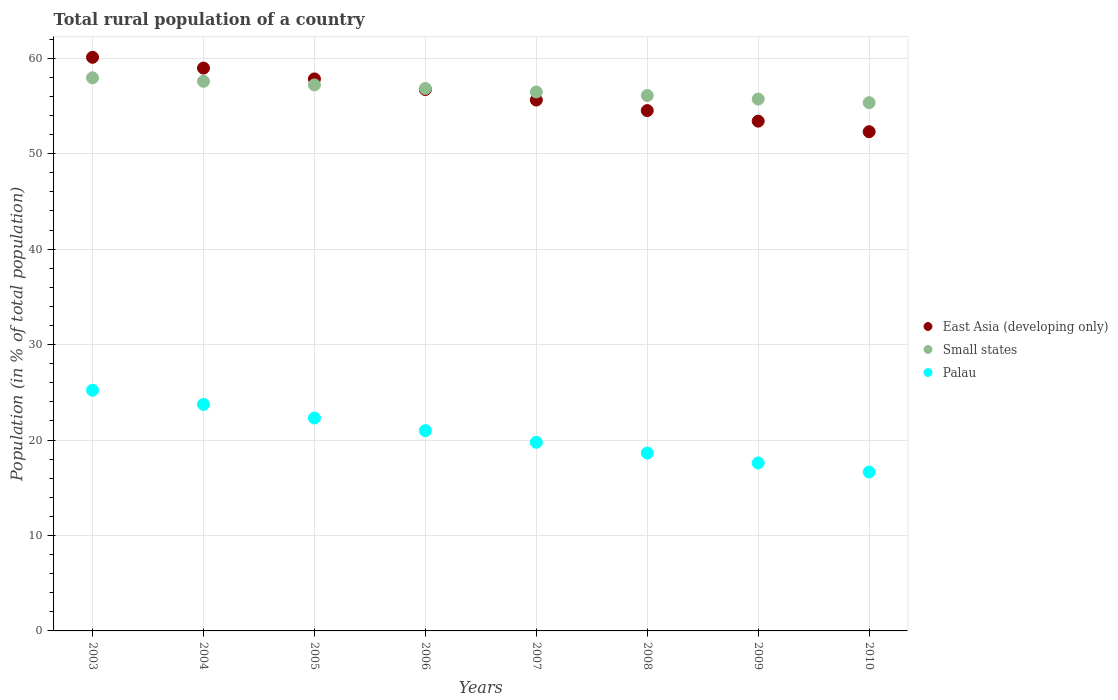 Total rural population of a country
Population (in % of total population)
60
50
40
30
20
10
0
2003
2004
2005
2006
2007
2008
2009
2010
Years
East Asia (developing only)
Small states
Palau